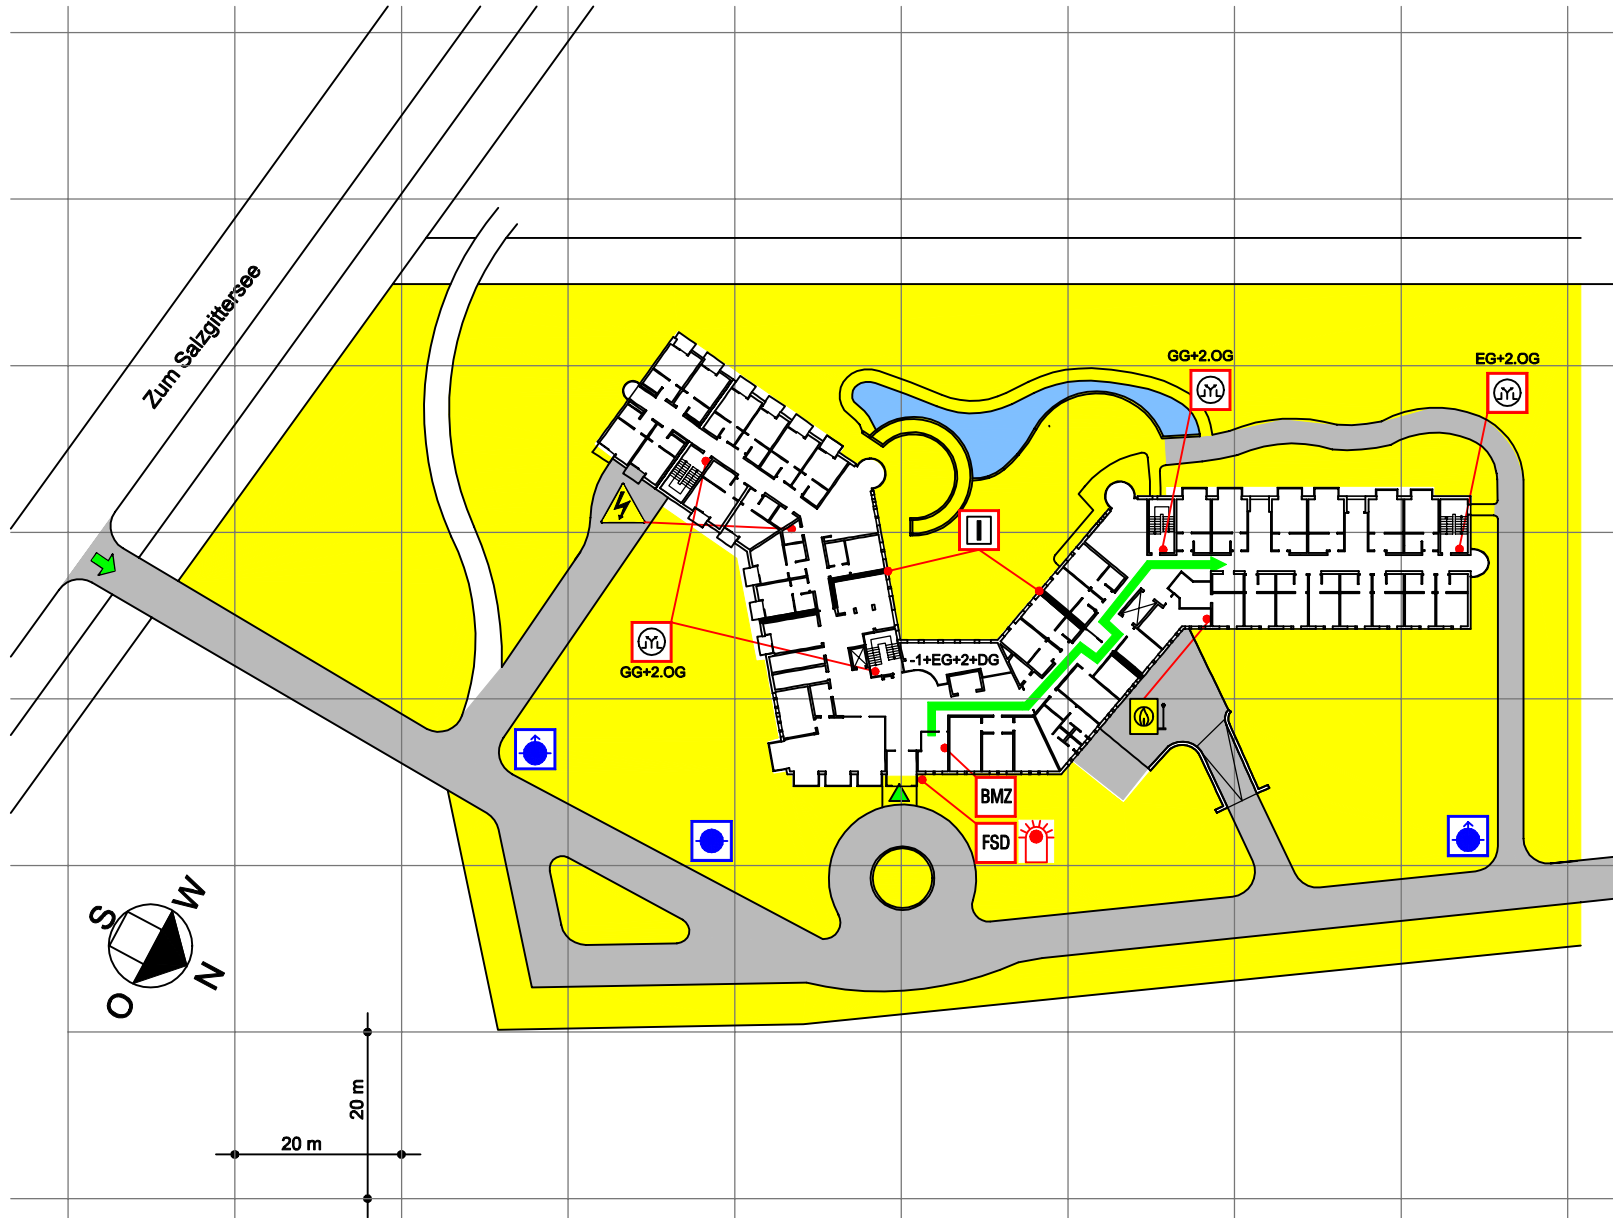 Zum Salzgittersee
GG+2.OG
EG+2.OG
GG+2.OG
-1+EG+2+DG
BMZ
FSD
S
W
O
N
20 m
20 m